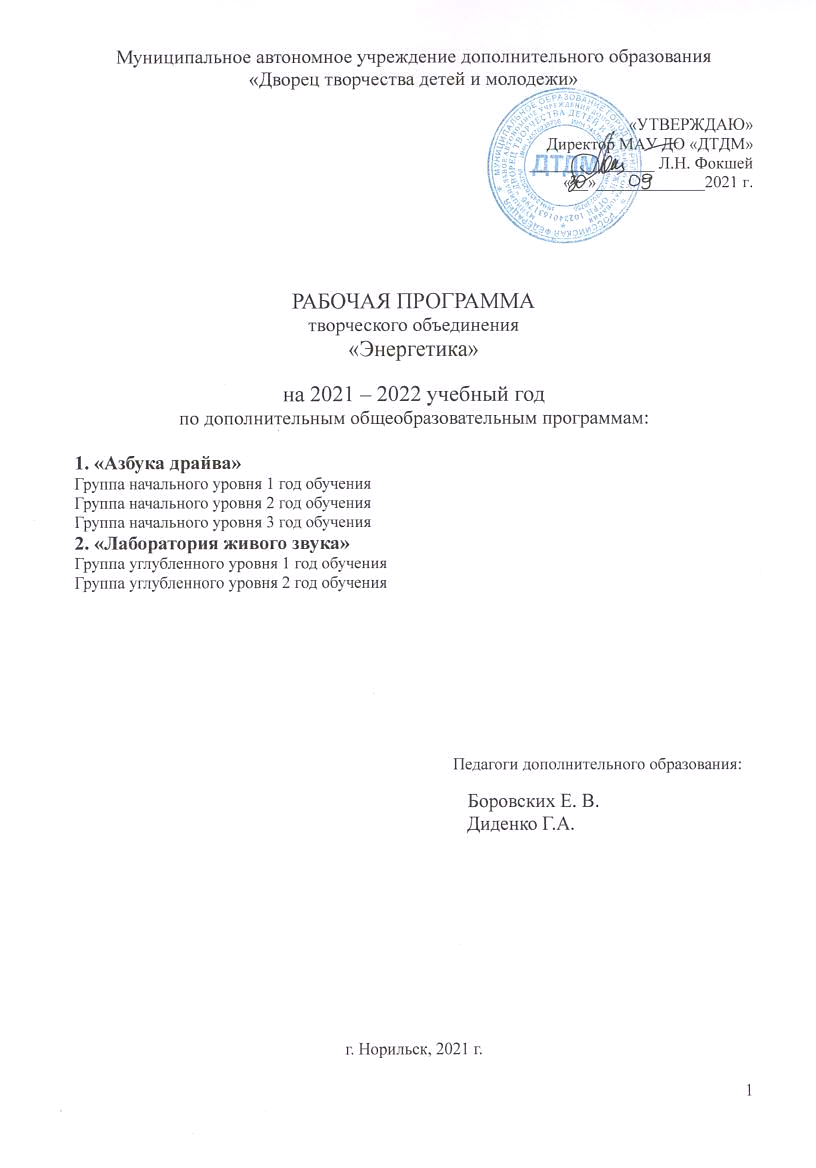 Муниципальное автономное учреждение дополнительного образования
«Дворец творчества детей и молодежи»
«УТВЕРЖДАЮ»
Директор МАУ ДО «ДТДМ»
Л.Н. Фокшей
«30» 09 2021 г.
ДТДМ
РАБОЧАЯ ПРОГРАММА
творческого объединения
«Энергетика»
на 2021 – 2022 учебный год
по дополнительным общеобразовательным программам:
1. «Азбука драйва»
Группа начального уровня 1 год обучения
Группа начального уровня 2 год обучения
Группа начального уровня 3 год обучения
2. «Лаборатория живого звука»
Группа углубленного уровня 1 год обучения
Группа углубленного уровня 2 год обучения
Педагоги дополнительного образования:
Боровских Е. В.
Диденко Г.А.
г. Норильск, 2021 г.
1